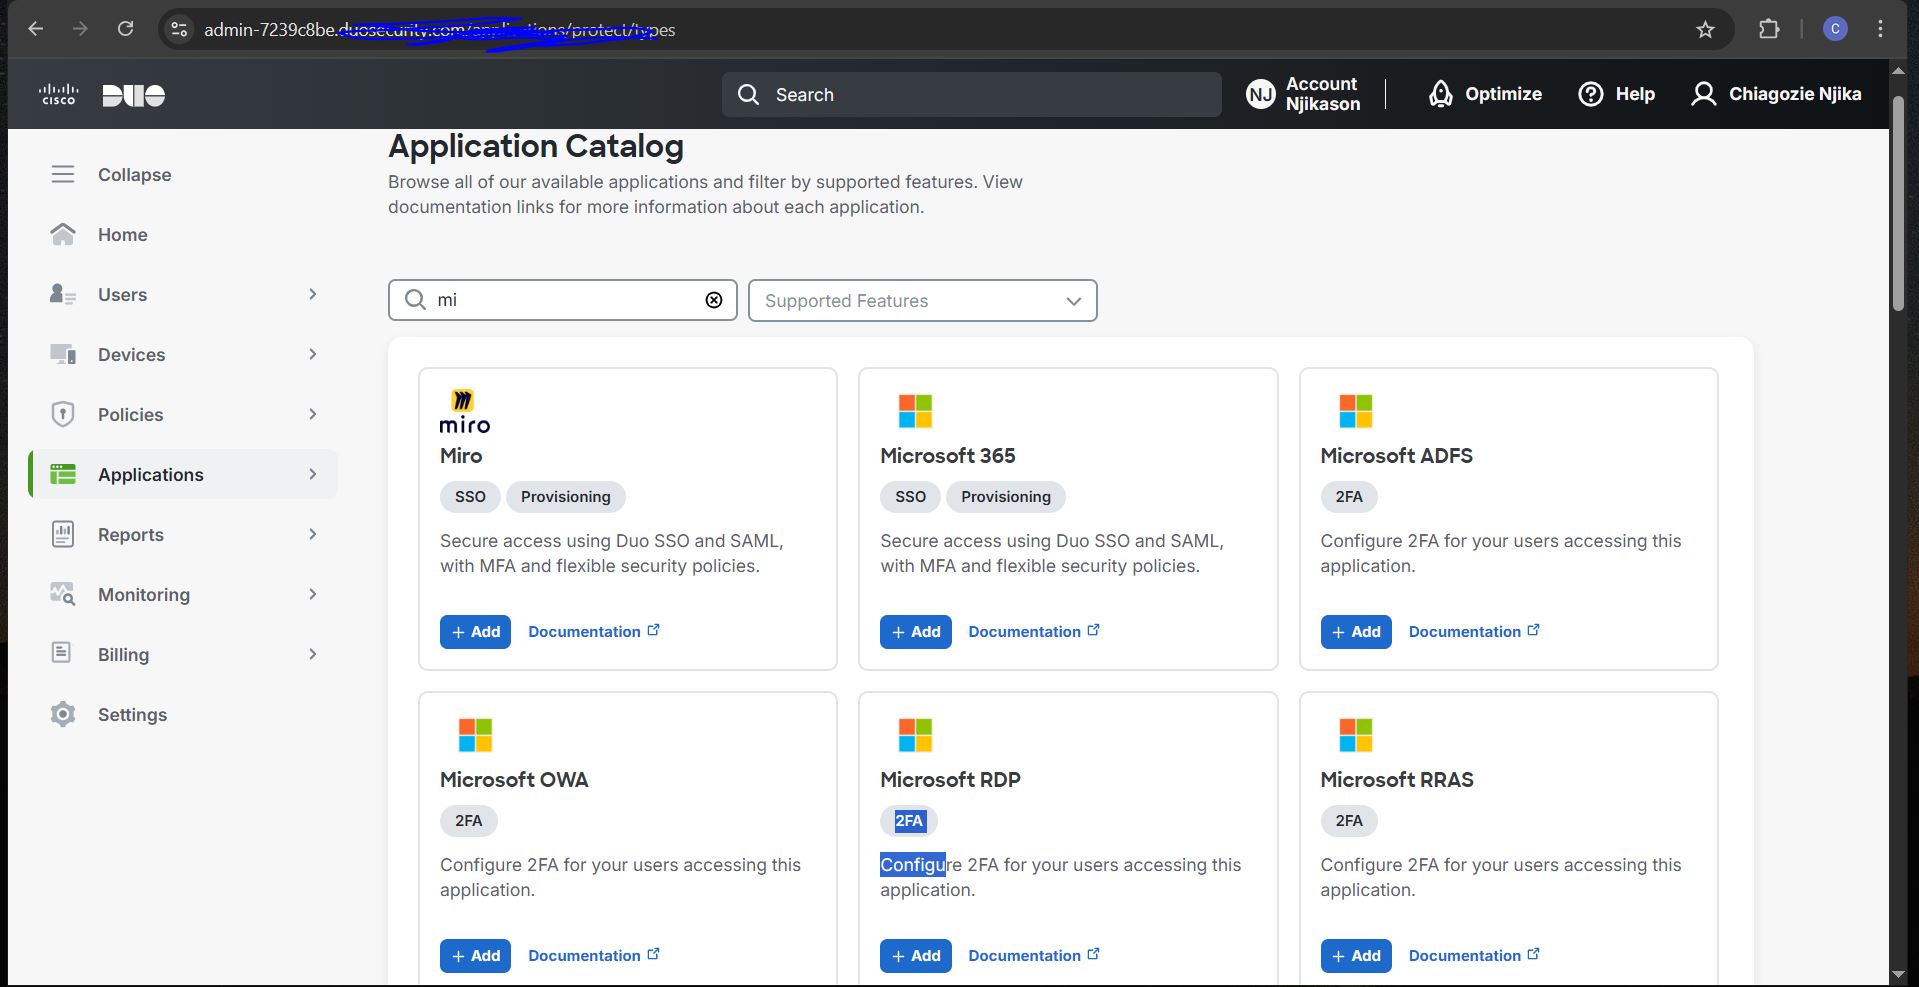 admin-7239c8be.duosecurity.com/applications/protect/types
C
CISCO
DUO
Search
NJ
Account
Njikason
Optimize
Help
Chiagozie Njika
Application Catalog
Browse all of our available applications and filter by supported features. View
documentation links for more information about each application.
Collapse
Home
Users
Devices
Policies
Applications
Reports
Monitoring
Billing
Settings
mi
Supported Features
miro
Miro
SSO Provisioning
Secure access using Duo SSO and SAML,
with MFA and flexible security policies.
+ Add Documentation
Microsoft 365
SSO Provisioning
Secure access using Duo SSO and SAML,
with MFA and flexible security policies.
+ Add Documentation
Microsoft ADFS
2FA
Configure 2FA for your users accessing this
application.
+ Add Documentation
Microsoft OWA
2FA
Configure 2FA for your users accessing this
application.
+ Add Documentation
Microsoft RDP
2FA
Configure 2FA for your users accessing this
application.
+ Add Documentation
Microsoft RRAS
2FA
Configure 2FA for your users accessing this
application.
+ Add Documentation